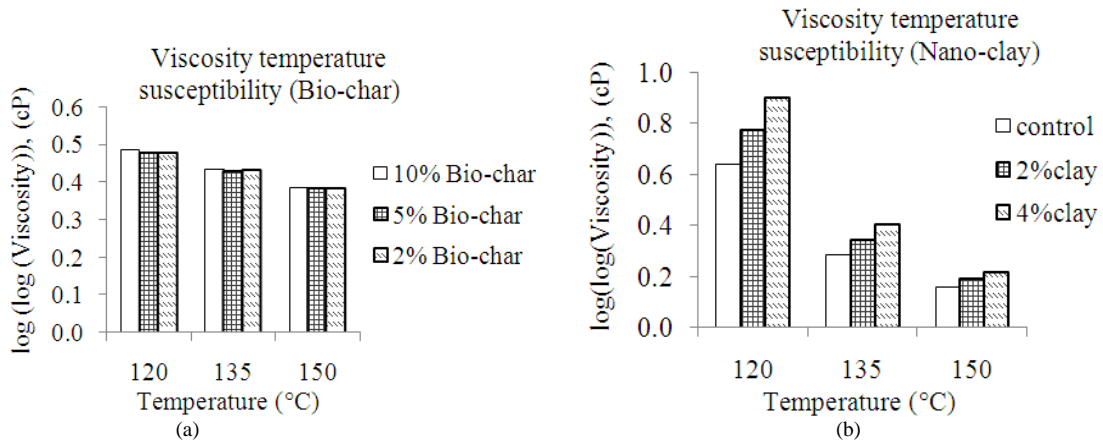 Viscosity temperature
susceptibility (Bio-char)
log (log (Viscosity)), (cP)
0.6
0.5
0.4
0.3
0.2
0.1
0.0
120 135 150
Temperature (°C)
10% Bio-char
5% Bio-char
2% Bio-char
(a)
Viscosity temperature
susceptibility (Nano-clay)
log(log(Viscosity)), (cP)
1.0
0.8
0.6
0.4
0.2
0.0
120 135 150
Temperature (°C)
control
2%clay
4%clay
(b)